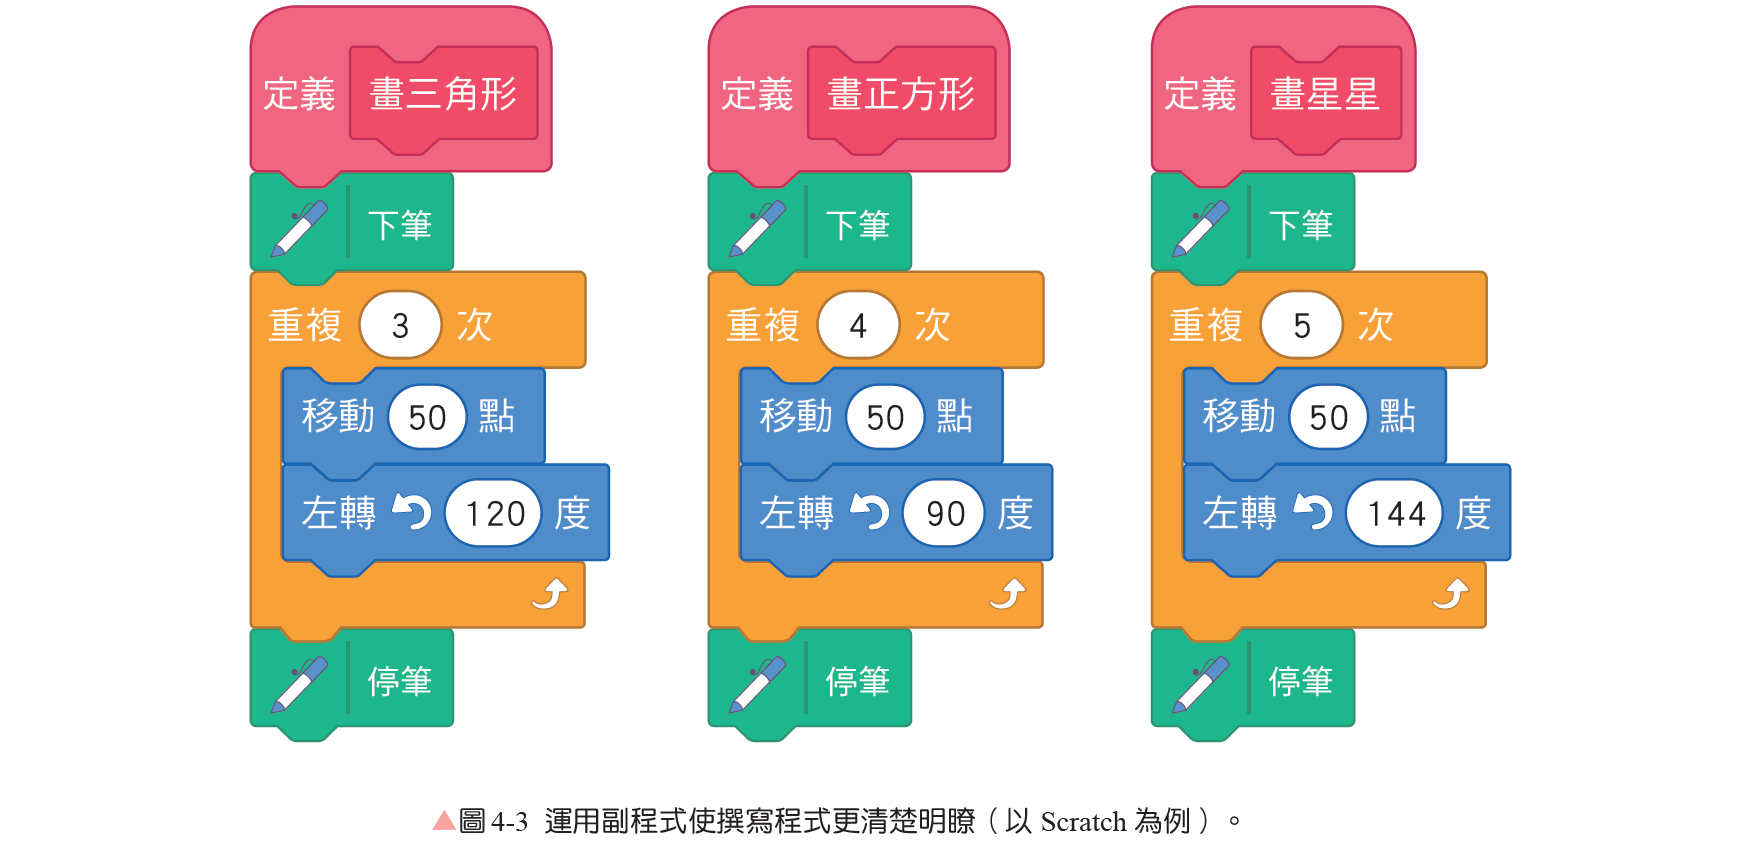 定義 畫三角形
下筆
重複 3 次
移動 50 點
左轉 120 度
停筆
定義 畫正方形
下筆
重複 4 次
移動 50 點
左轉 90 度
停筆
定義 畫星星
下筆
重複 5 次
移動 50 點
左轉 144 度
停筆
▲圖 4-3 運用副程式使撰寫程式更清楚明瞭（以 Scratch 為例）。